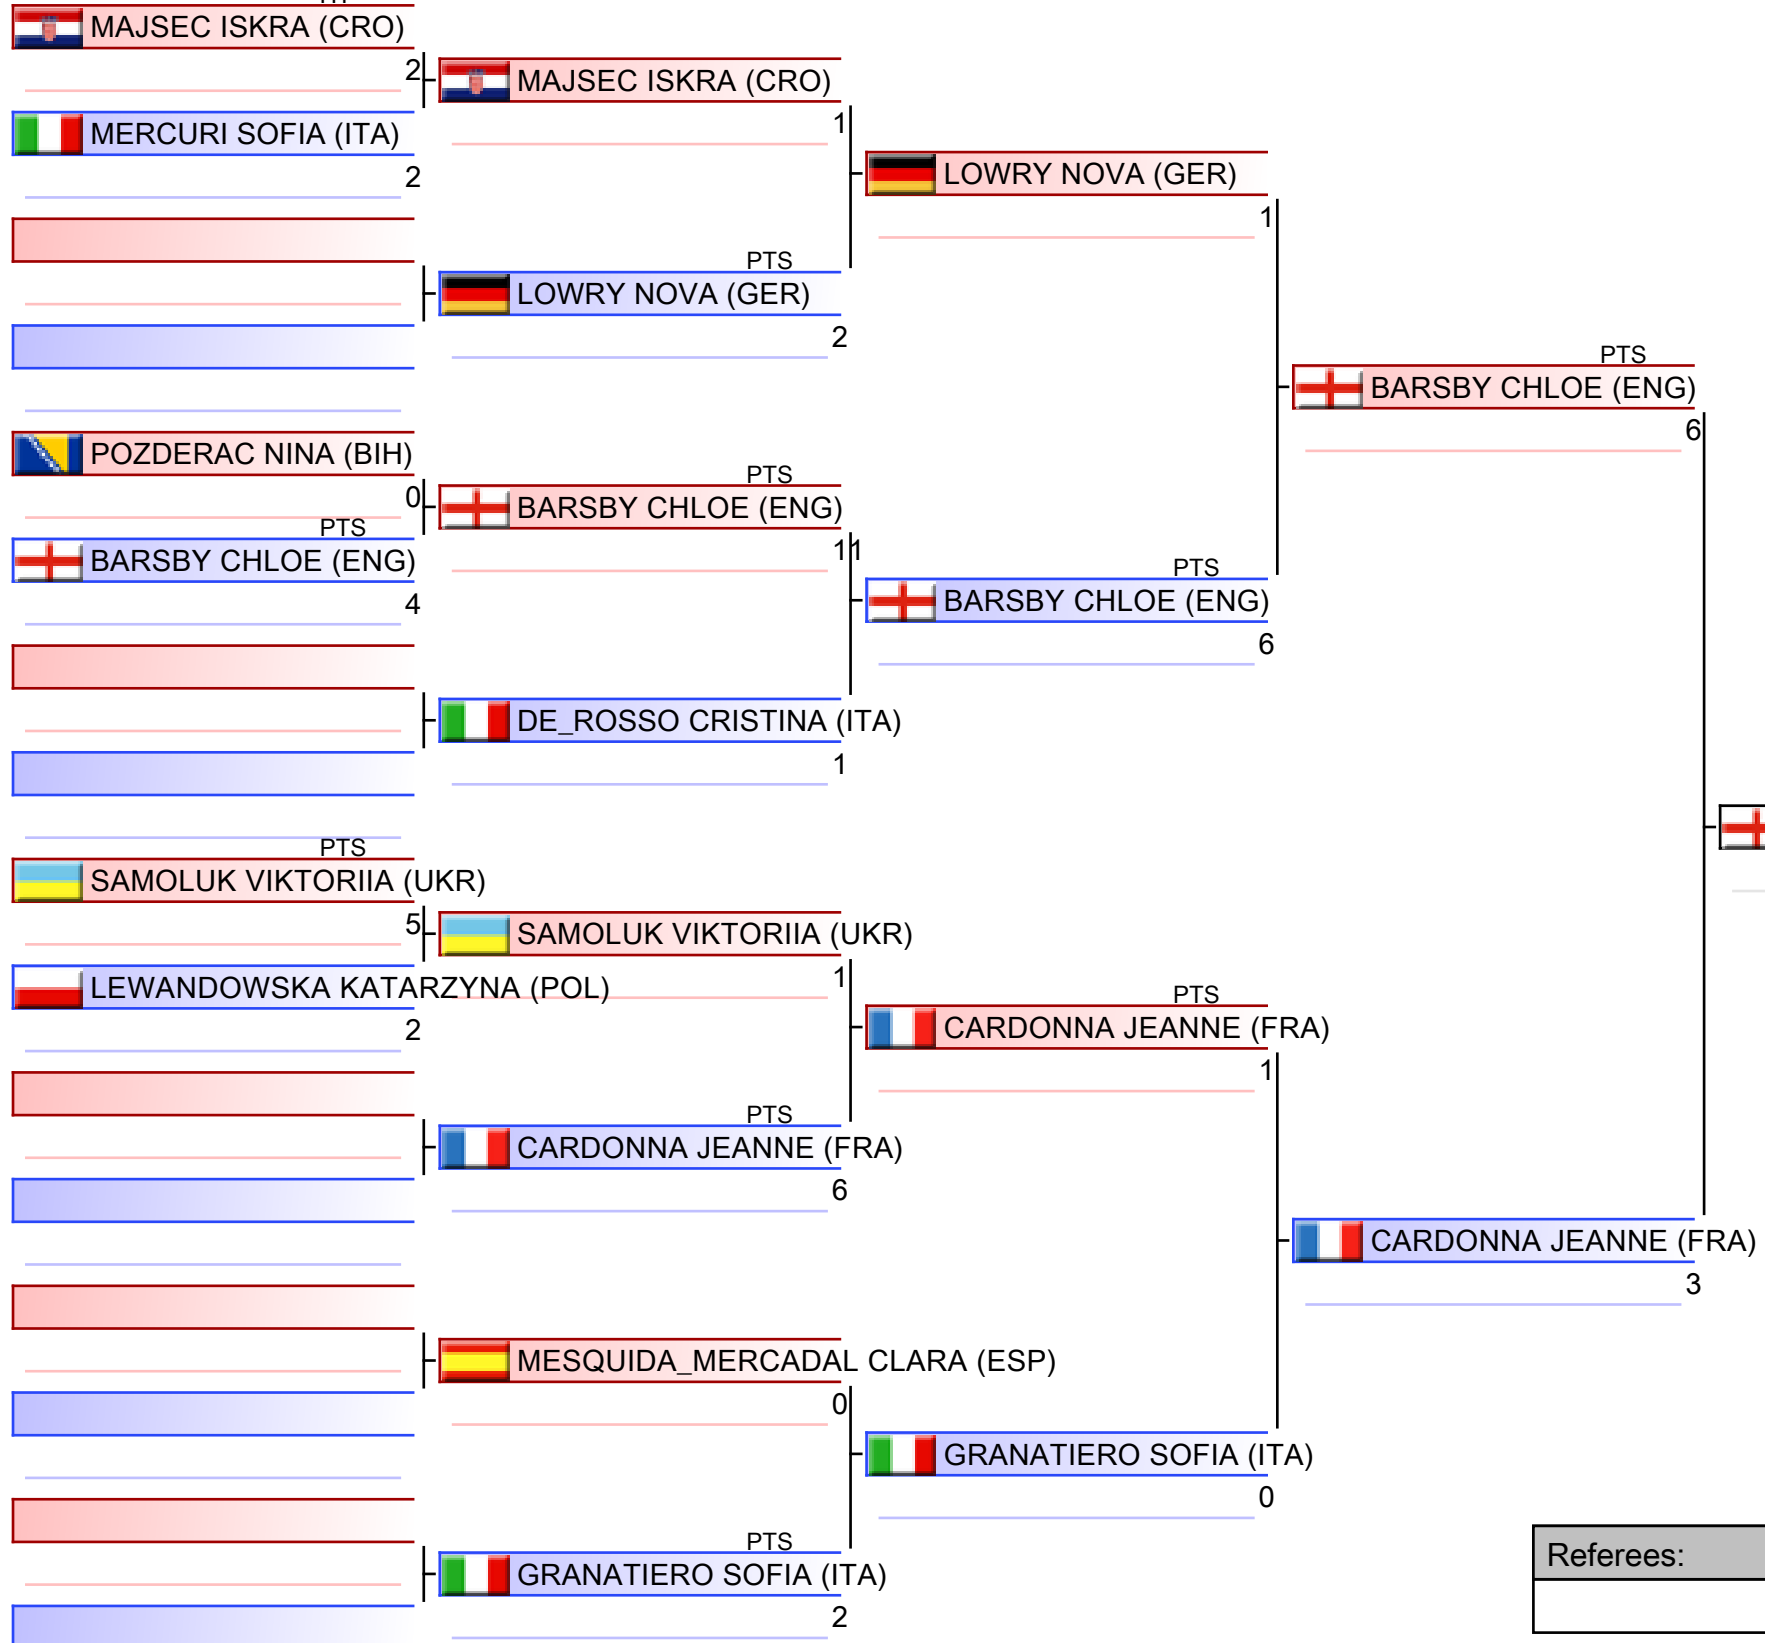 MAJSEC ISKRA (CRO)
2
MERCURI SOFIA (ITA)
2
POZDERAC NINA (BIH)
0
PTS
BARSBY CHLOE (ENG)
4
PTS
SAMOLUK VIKTORIIA (UKR)
5
LEWANDOWSKA KATARZYNA (POL)
2
MAJSEC ISKRA (CRO)
1
PTS
LOWRY NOVA (GER)
2
PTS
BARSBY CHLOE (ENG)
11
DE_ROSSO CRISTINA (ITA)
1
SAMOLUK VIKTORIIA (UKR)
1
PTS
CARDONNA JEANNE (FRA)
6
MESQUIDA_MERCADAL CLARA (ESP)
0
PTS
GRANATIERO SOFIA (ITA)
2
LOWRY NOVA (GER)
1
PTS
BARSBY CHLOE (ENG)
6
PTS
CARDONNA JEANNE (FRA)
1
GRANATIERO SOFIA (ITA)
0
PTS
BARSBY CHLOE (ENG)
6
CARDONNA JEANNE (FRA)
3
Referees: